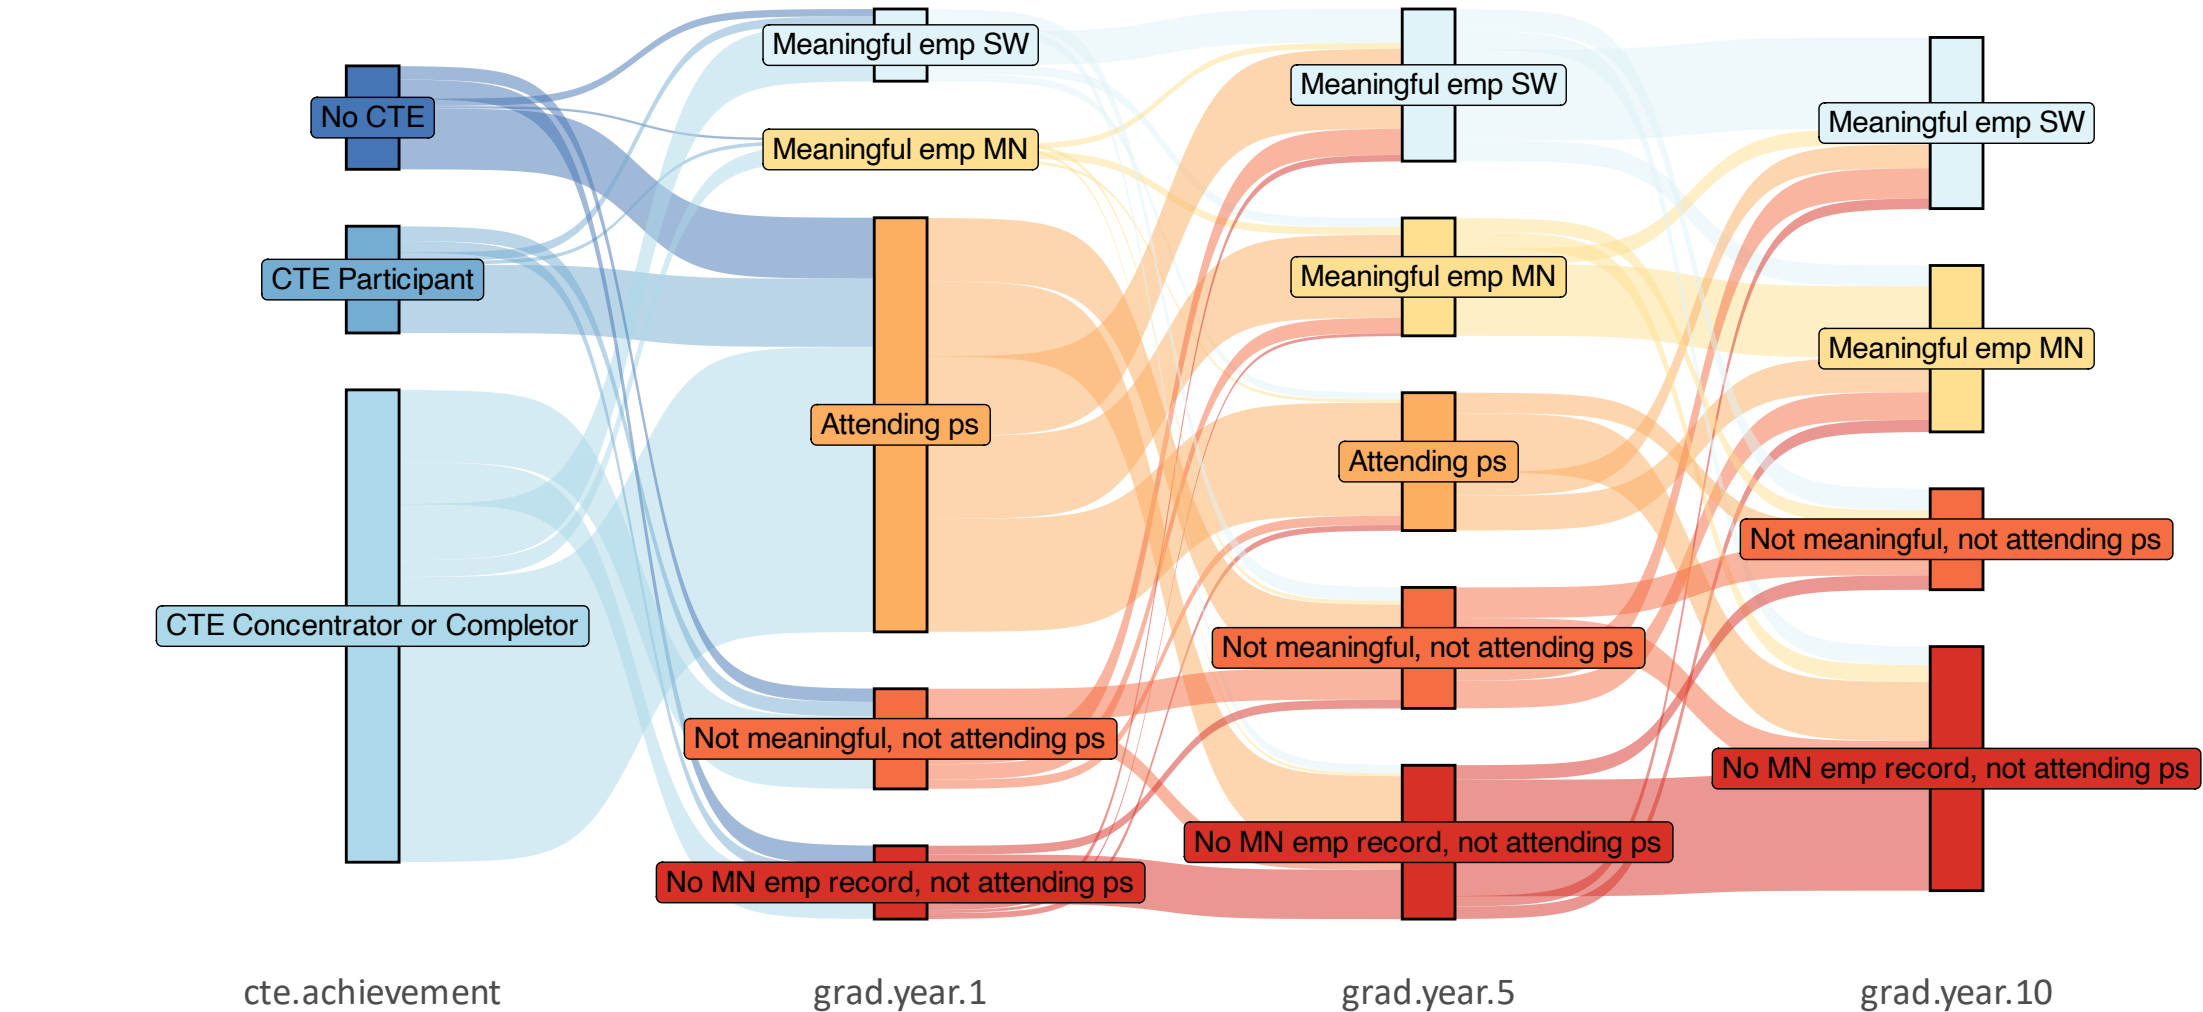 No CTE
CTE Participant
CTE Concentrator or Completor
Meaningful emp SW
Meaningful emp MN
Attending ps
Not meaningful, not attending ps
No MN emp record, not attending ps
Meaningful emp SW
Meaningful emp MN
Attending ps
Not meaningful, not attending ps
No MN emp record, not attending ps
Meaningful emp SW
Meaningful emp MN
Not meaningful, not attending ps
No MN emp record, not attending ps
cte.achievement
grad.year.1
grad.year.5
grad.year.10